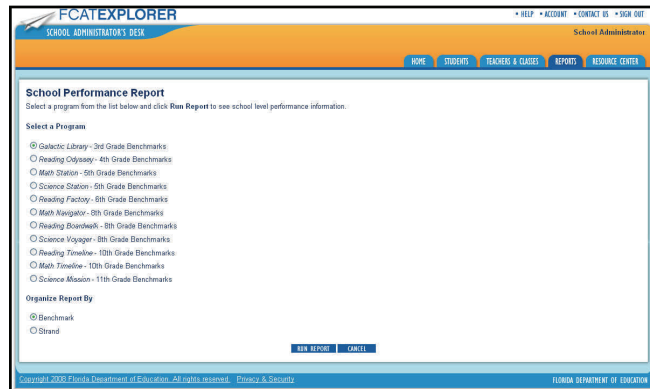 FCATEXPLORER
• HELP • ACCOUNT • CONTACT US • SIGN OUT
SCHOOL ADMINISTRATOR'S DESK
School Administrator
HOME STUDENTS TEACHERS & CLASSES REPORTS RESOURCE CENTER
School Performance Report
Select a program from the list below and click Run Report to see school level performance information.
Select a Program
Galactic Library - 3rd Grade Benchmarks
Reading Odyssey - 4th Grade Benchmarks
Math Station - 5th Grade Benchmarks
Science Station - 5th Grade Benchmarks
Reading Factory - 6th Grade Benchmarks
Math Navigator - 8th Grade Benchmarks
Reading Boardwalk - 8th Grade Benchmarks
Science Voyager - 8th Grade Benchmarks
Reading Timeline - 10th Grade Benchmarks
Math Timeline - 10th Grade Benchmarks
Science Mission - 11th Grade Benchmarks
Organize Report By
Benchmark
Strand
RUN REPORT CANCEL
Copyright 2008 Florida Department of Education. All rights reserved. Privacy & Security
FLORIDA DEPARTMENT OF EDUCATION